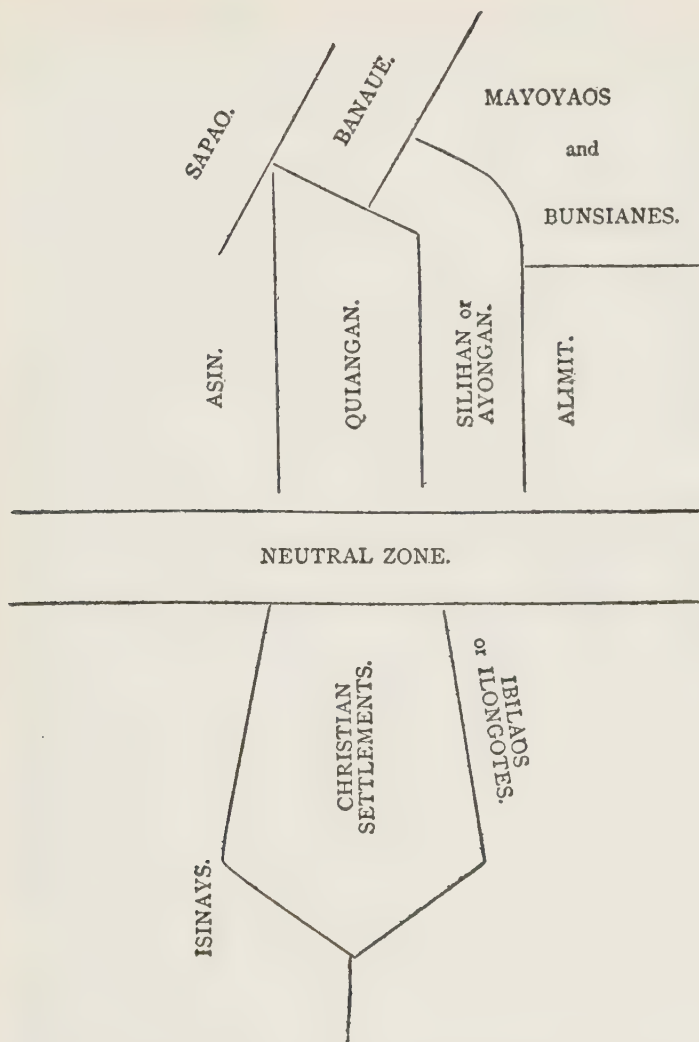 SAPAO.
BANAUE.
MAYOYAOS
and
BUNSIANES.
ASIN.
QUIANGAN.
SILIHAN or
AYONGAN.
ALIMIT.
NEUTRAL ZONE.
CHRISTIAN
SETTLEMENTS.
IBILAOS
or ILONGOTES.
ISINAYS.